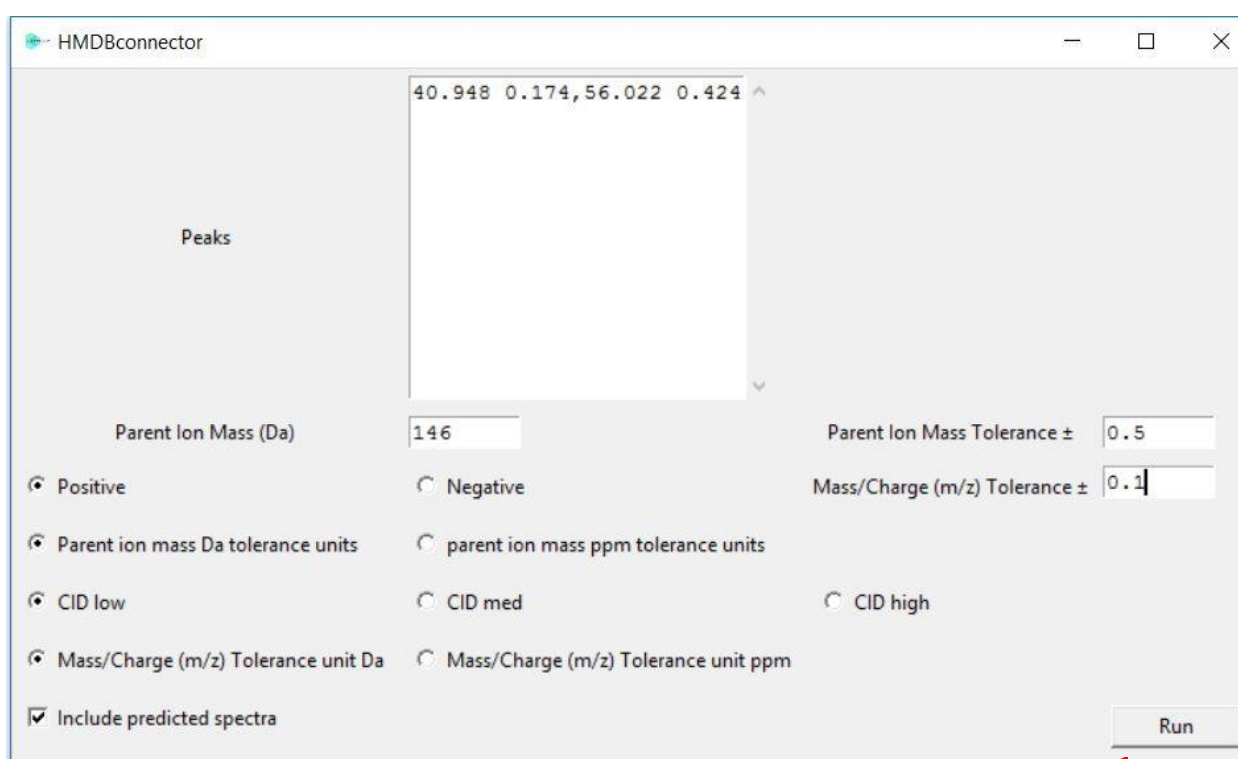 HMDBconnector
40.948 0.174,56.022 0.424
Peaks
Parent Ion Mass (Da) 146 Parent Ion Mass Tolerance ± 0.5
Positive Negative Mass/Charge (m/z) Tolerance ± 0.1
Parent ion mass Da tolerance units parent ion mass ppm tolerance units
CID low CID med CID high
Mass/Charge (m/z) Tolerance unit Da Mass/Charge (m/z) Tolerance unit ppm
Include predicted spectra
Run